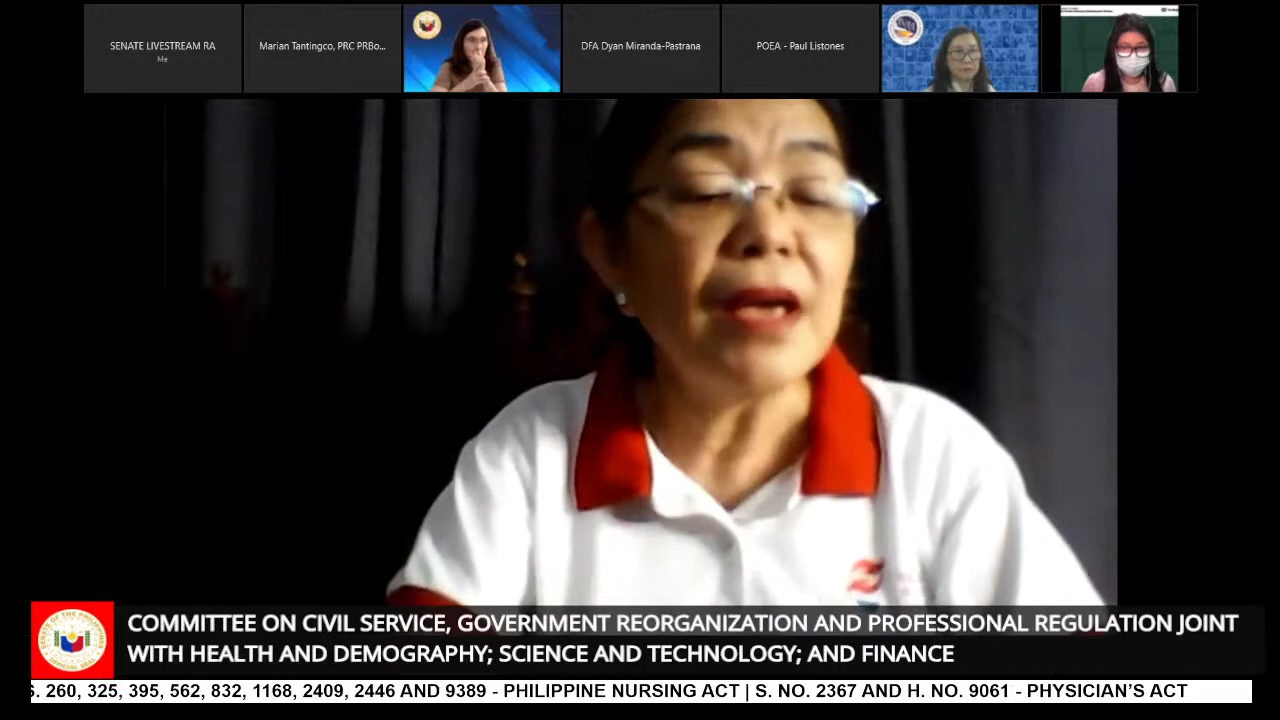 SENATE LIVESTREAM RA
Me
Marian Tantingco, PRC PRBo...
DFA Dyan Miranda-Pastrana
POEA - Paul Listones
COMMITTEE ON CIVIL SERVICE, GOVERNMENT REORGANIZATION AND PROFESSIONAL REGULATION JOINT
WITH HEALTH AND DEMOGRAPHY; SCIENCE AND TECHNOLOGY; AND FINANCE
S. 260, 325, 395, 562, 832, 1168, 2409, 2446 AND 9389 - PHILIPPINE NURSING ACT | S. NO. 2367 AND H. NO. 9061 - PHYSICIAN’S ACT